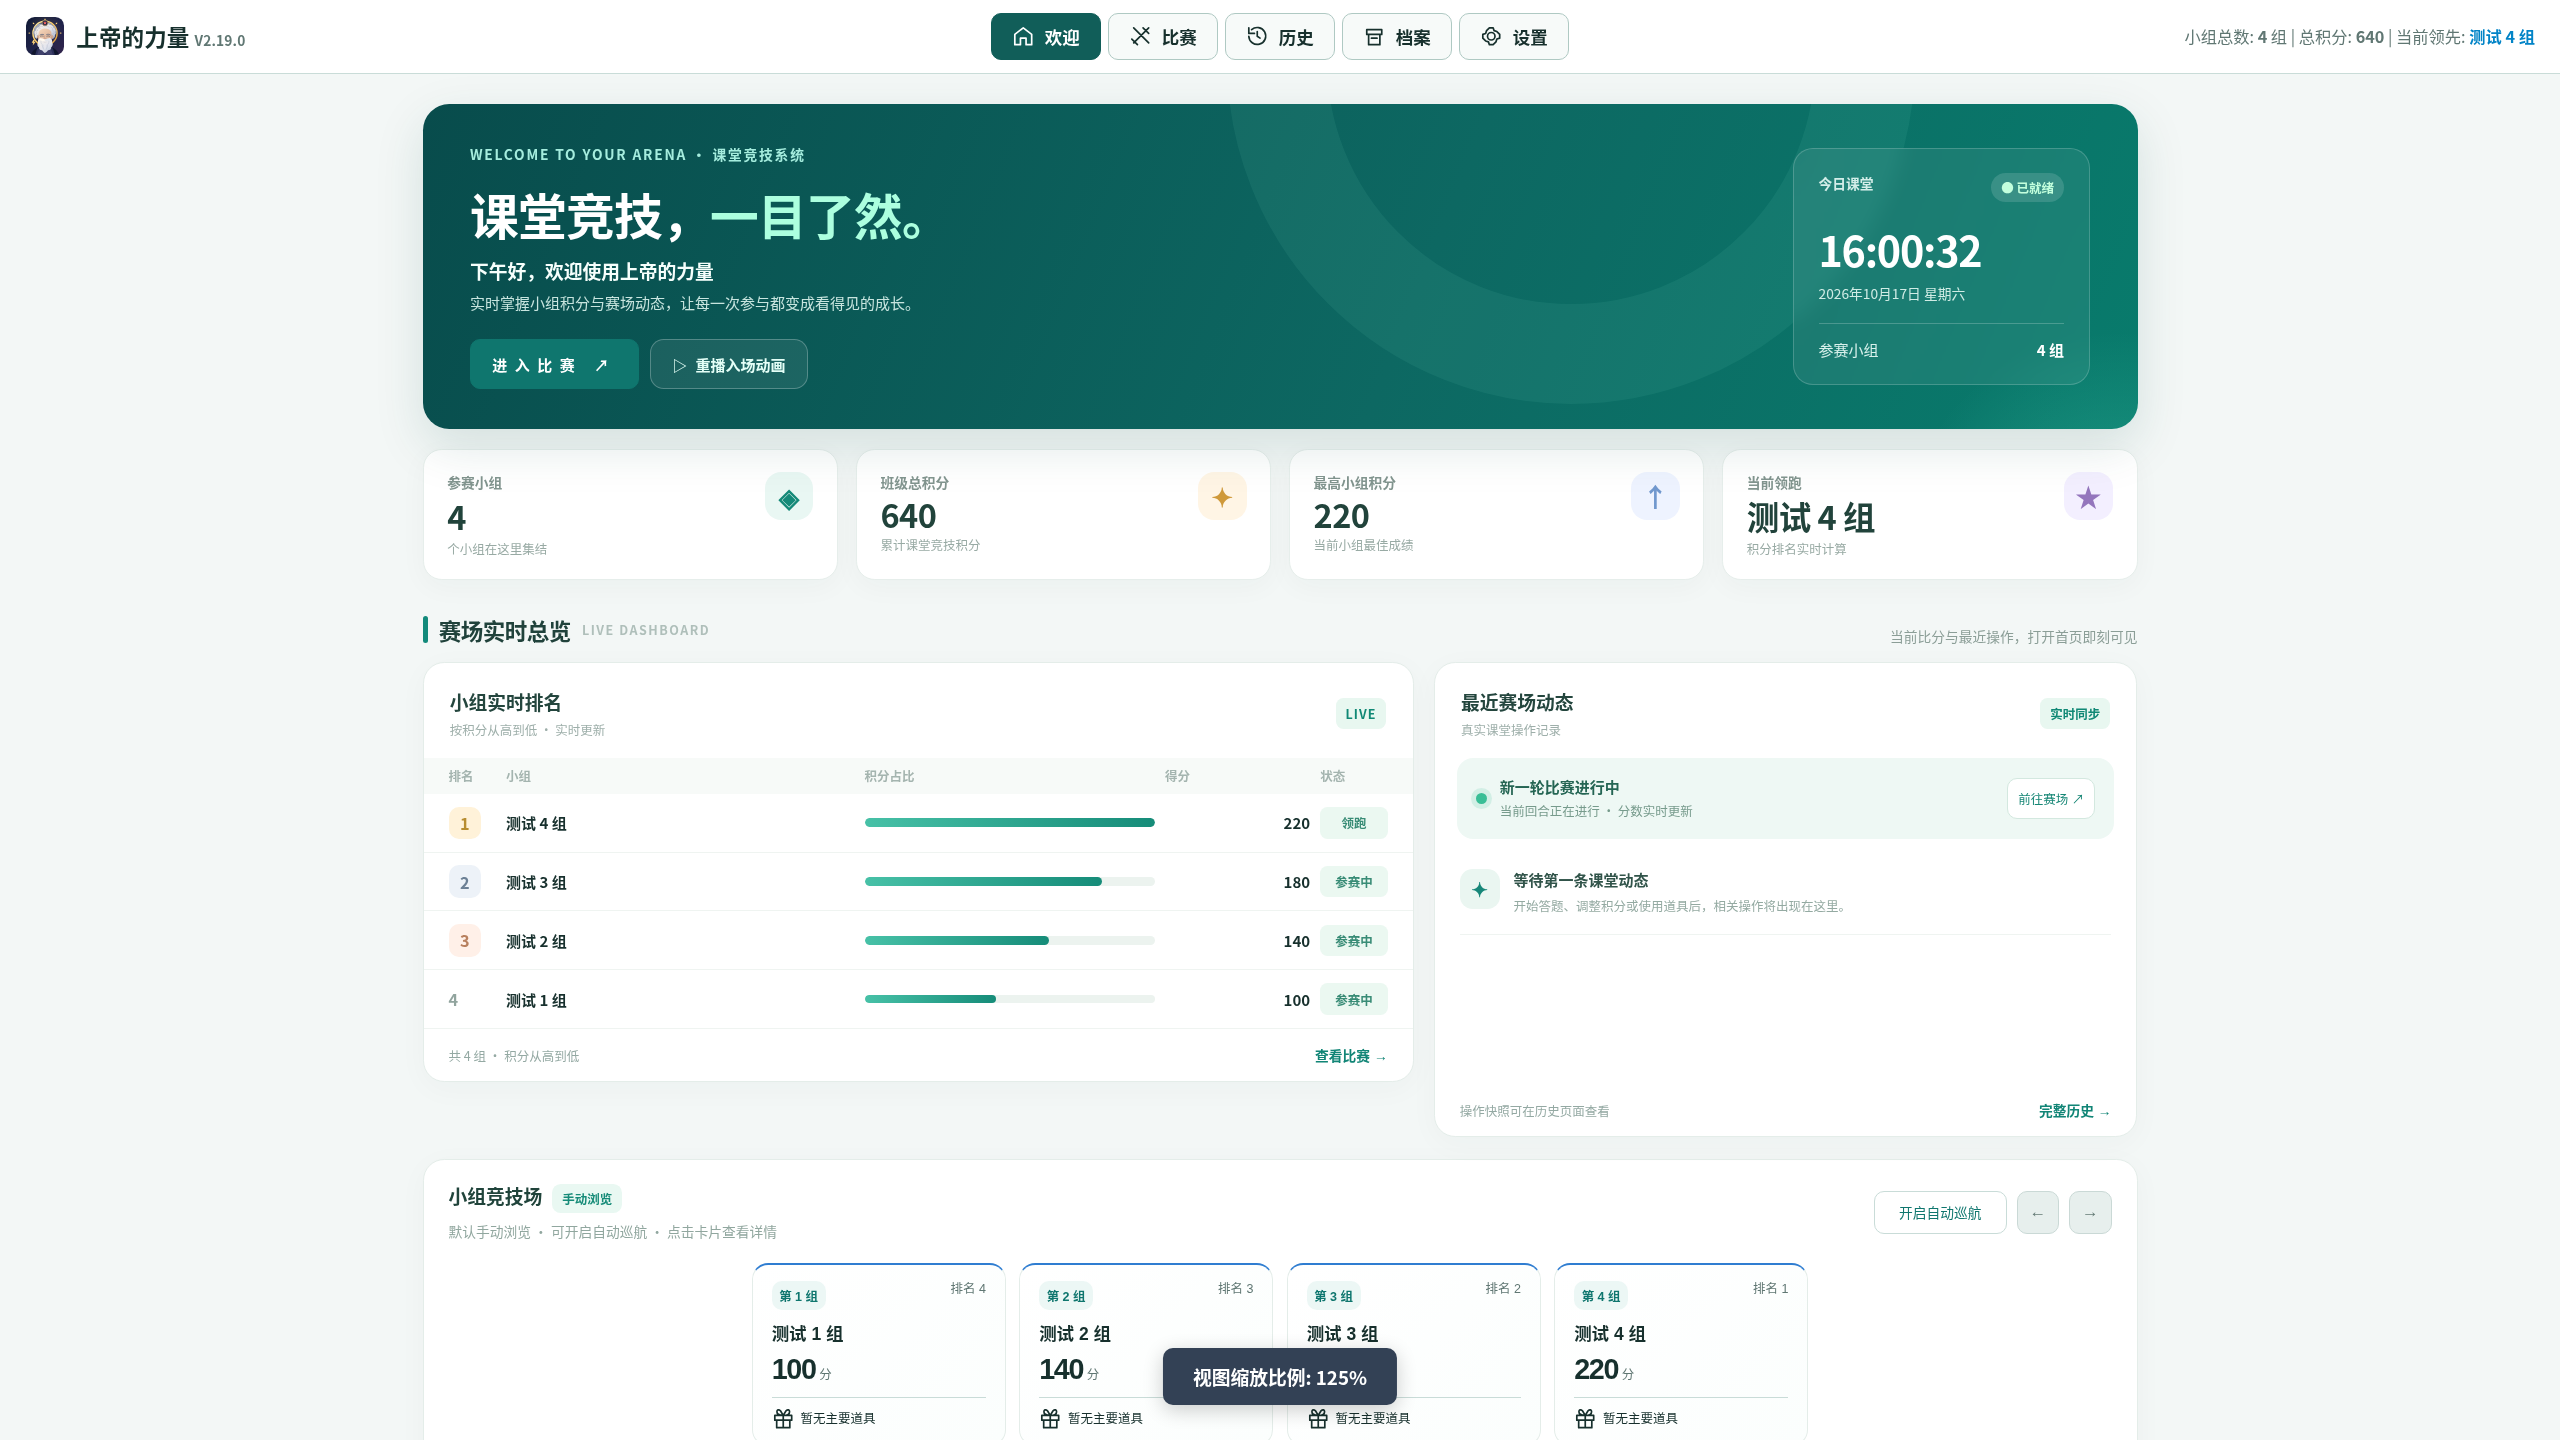 上帝的力量 V2.19.0
欢迎
比赛
历史
档案
设置
小组总数: 4 组 | 总积分: 640 | 当前领先: 测试 4 组
WELCOME TO YOUR ARENA · 课堂竞技系统
课堂竞技，一目了然。
下午好，欢迎使用上帝的力量
实时掌握小组积分与赛场动态，让每一次参与都变成看得见的成长。
进入比赛 ↗
▷ 重播入场动画
今日课堂
已就绪
16:00:32
2026年10月17日 星期六
参赛小组
4 组
参赛小组
4
个小组在这里集结
班级总积分
640
累计课堂竞技积分
最高小组积分
220
当前小组最佳成绩
当前领跑
测试 4 组
积分排名实时计算
赛场实时总览 LIVE DASHBOARD
当前比分与最近操作，打开首页即刻可见
小组实时排名
按积分从高到低 · 实时更新
LIVE
排名 小组 积分占比 得分 状态
1 测试 4 组 220 领跑
2 测试 3 组 180 参赛中
3 测试 2 组 140 参赛中
4 测试 1 组 100 参赛中
共 4 组 · 积分从高到低
查看比赛 →
最近赛场动态
真实课堂操作记录
实时同步
新一轮比赛进行中
当前回合正在进行 · 分数实时更新
前往赛场 ↗
等待第一条课堂动态
开始答题、调整积分或使用道具后，相关操作将出现在这里。
操作快照可在历史页面查看
完整历史 →
小组竞技场 手动浏览
默认手动浏览 · 可开启自动巡航 · 点击卡片查看详情
开启自动巡航
←
→
第 1 组 排名 4
测试 1 组
100 分
暂无主要道具
第 2 组 排名 3
测试 2 组
140 分
暂无主要道具
第 3 组 排名 2
测试 3 组
暂无主要道具
第 4 组 排名 1
测试 4 组
220 分
暂无主要道具
视图缩放比例: 125%